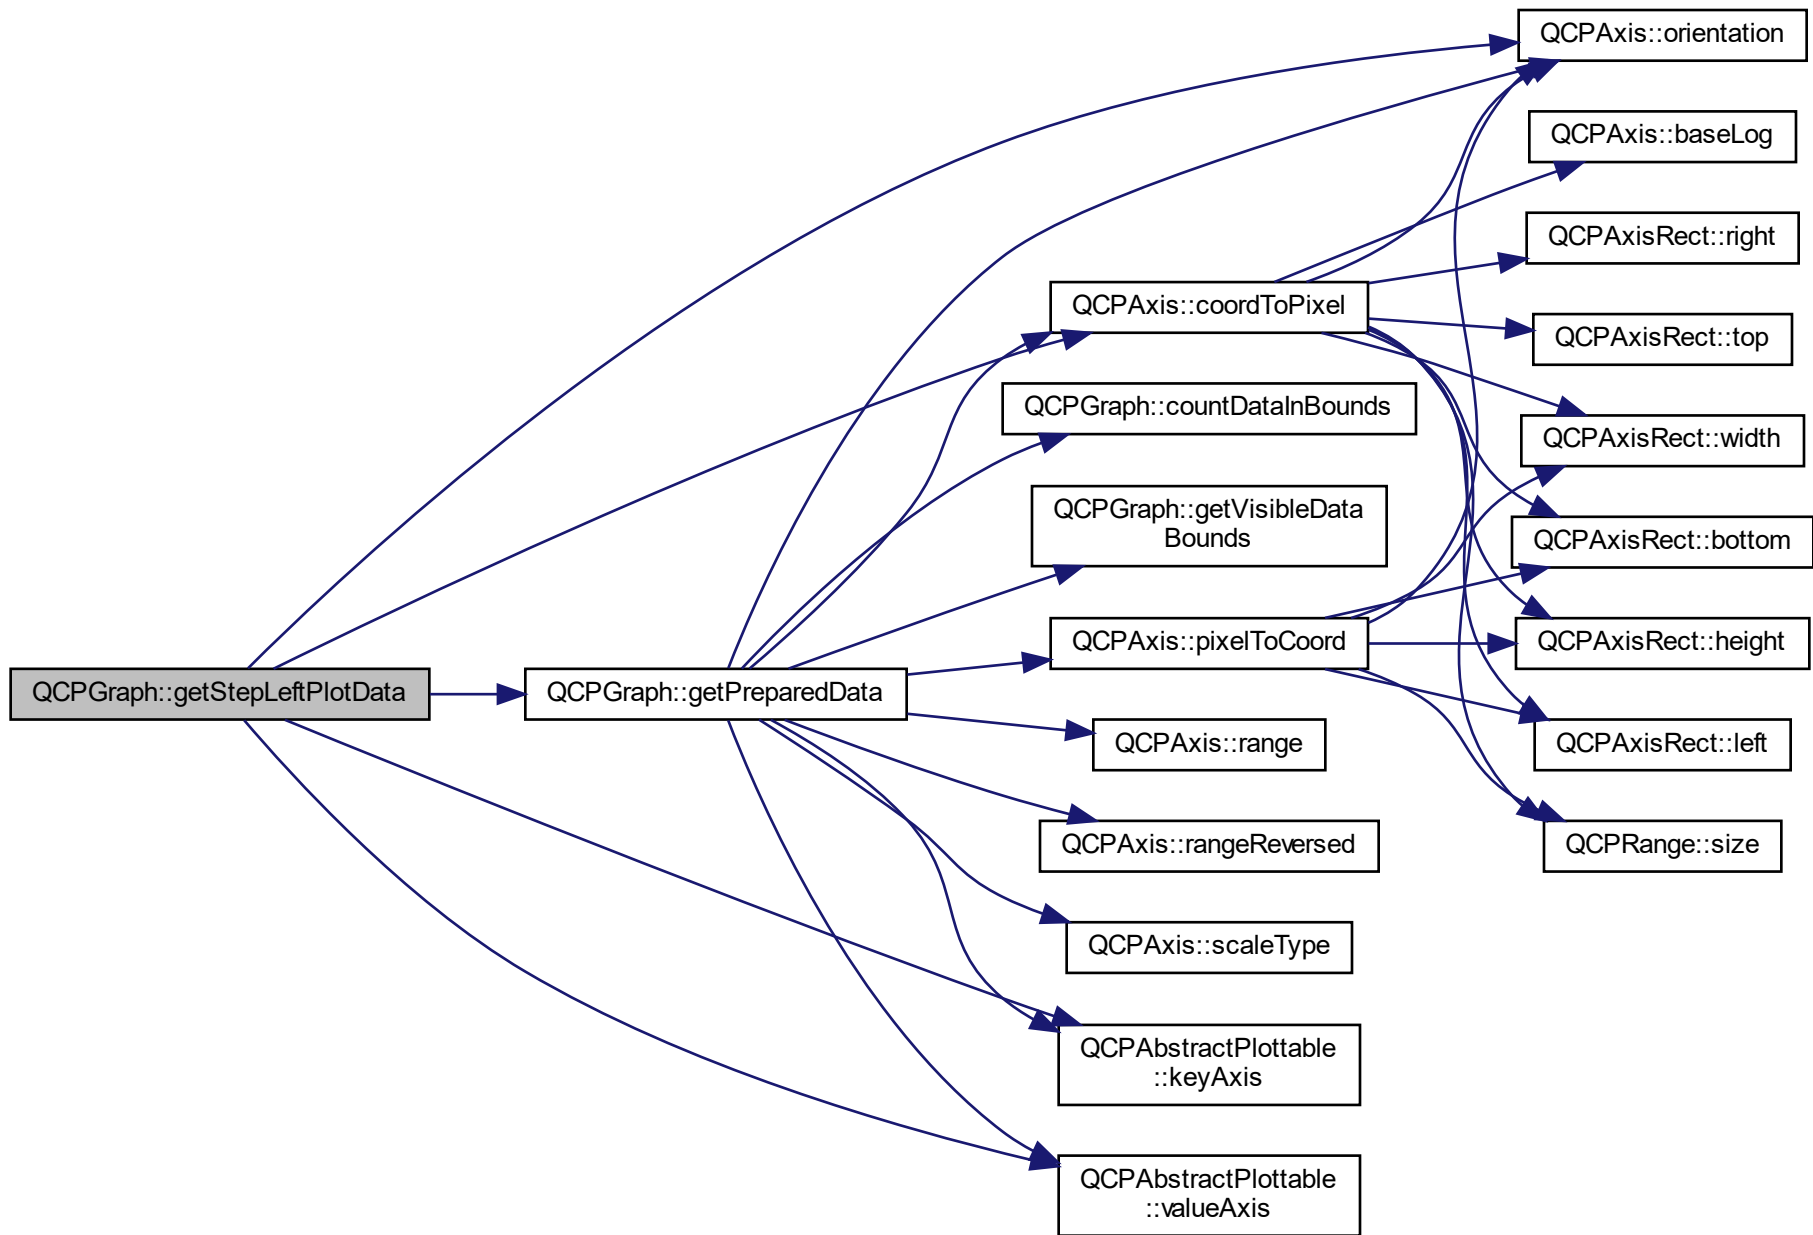 QCPGraph::getStepLeftPlotData
QCPGraph::getPreparedData
QCPAxis::coordToPixel
QCPGraph::countDataInBounds
QCPGraph::getVisibleData
Bounds
QCPAxis::pixelToCoord
QCPAxis::range
QCPAxis::rangeReversed
QCPAxis::scaleType
QCPAbstractPlottable
::keyAxis
QCPAbstractPlottable
::valueAxis
QCPAxis::orientation
QCPAxis::baseLog
QCPAxisRect::right
QCPAxisRect::top
QCPAxisRect::width
QCPAxisRect::bottom
QCPAxisRect::height
QCPAxisRect::left
QCPRange::size